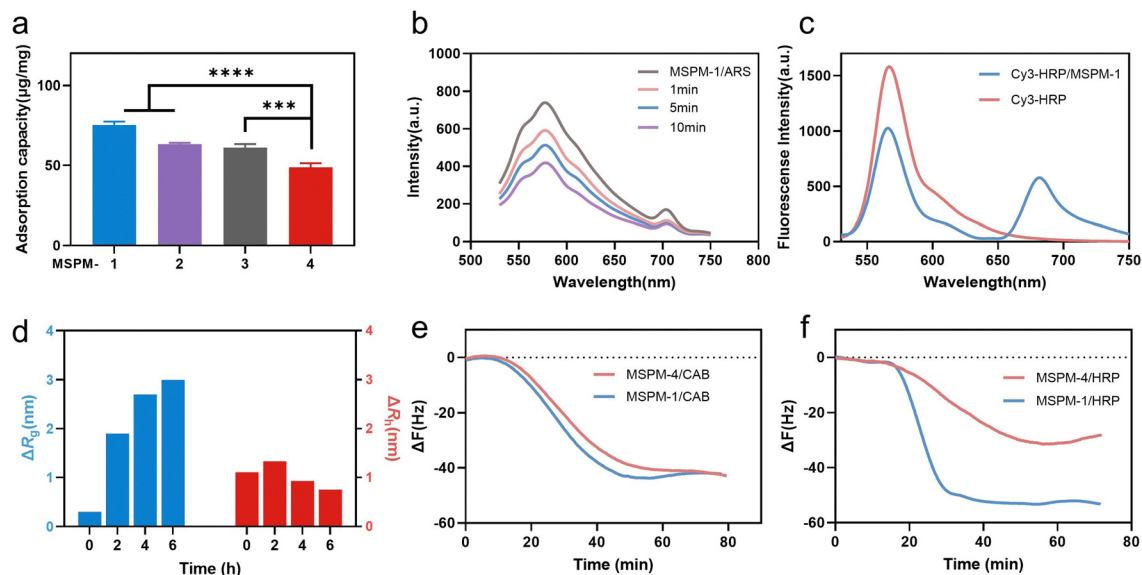 a
Adsorption capacity(μg/mg)
100
50
0
****
***
MSPM- 1 2 3 4
b
Intensity(a.u.)
1000
800
600
400
200
0
MSPM-1/ARS
1min
5min
10min
500 550 600 650 700 750 800
Wavelength(nm)
c
Fluorescense Intensity(a.u.)
1500
1000
500
0
Cy3-HRP/MSPM-1
Cy3-HRP
550 600 650 700 750
Wavelength(nm)
d
ΔRg(nm)
4
3
2
1
0
ΔRh(nm)
4
3
2
1
0
0 2 4 6 0 2 4 6
Time (h)
e
ΔF(Hz)
0
-20
-40
-60
MSPM-4/CAB
MSPM-1/CAB
0 20 40 60 80
Time (min)
f
ΔF(Hz)
0
-20
-40
-60
MSPM-4/HRP
MSPM-1/HRP
0 20 40 60 80
Time (min)